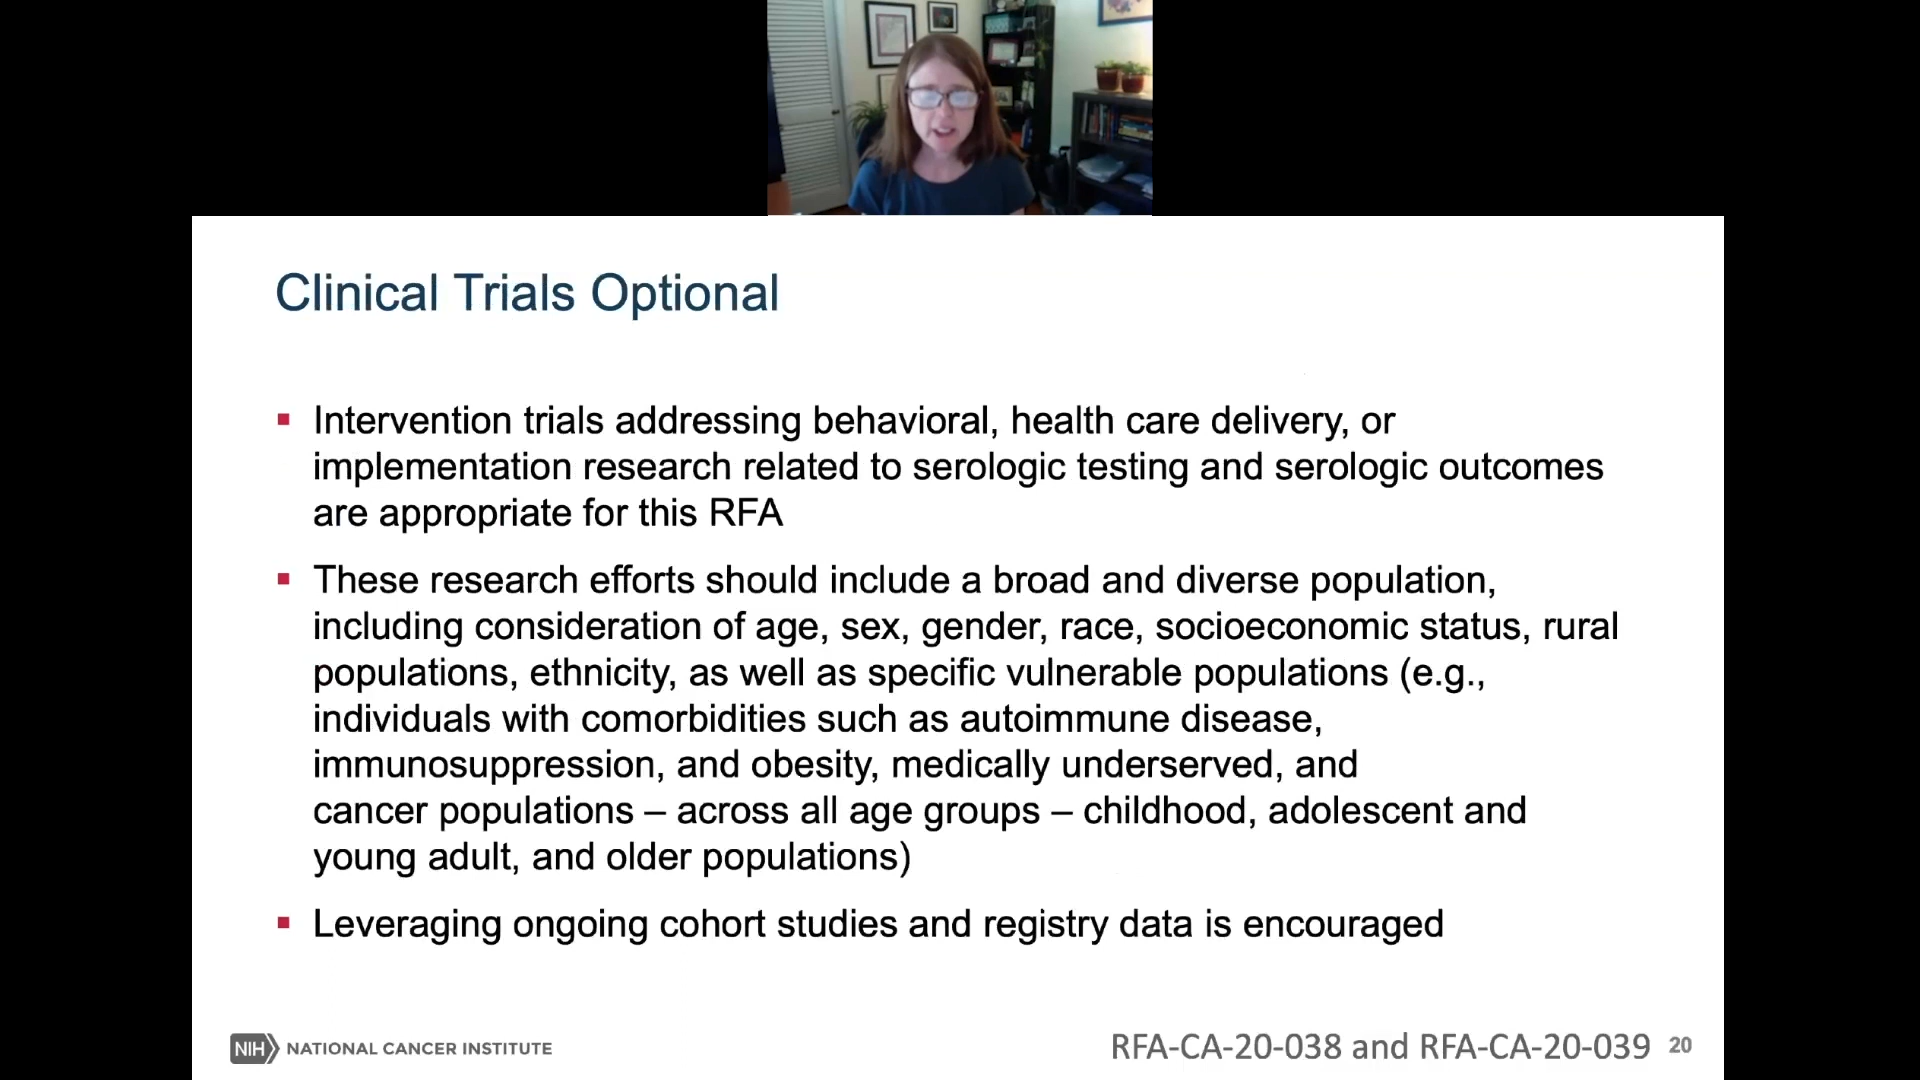 Clinical Trials Optional
▪ Intervention trials addressing behavioral, health care delivery, or
implementation research related to serologic testing and serologic outcomes
are appropriate for this RFA
▪ These research efforts should include a broad and diverse population,
including consideration of age, sex, gender, race, socioeconomic status, rural
populations, ethnicity, as well as specific vulnerable populations (e.g.,
individuals with comorbidities such as autoimmune disease,
immunosuppression, and obesity, medically underserved, and
cancer populations – across all age groups – childhood, adolescent and
young adult, and older populations)
▪ Leveraging ongoing cohort studies and registry data is encouraged
NIH NATIONAL CANCER INSTITUTE
RFA-CA-20-038 and RFA-CA-20-039 20